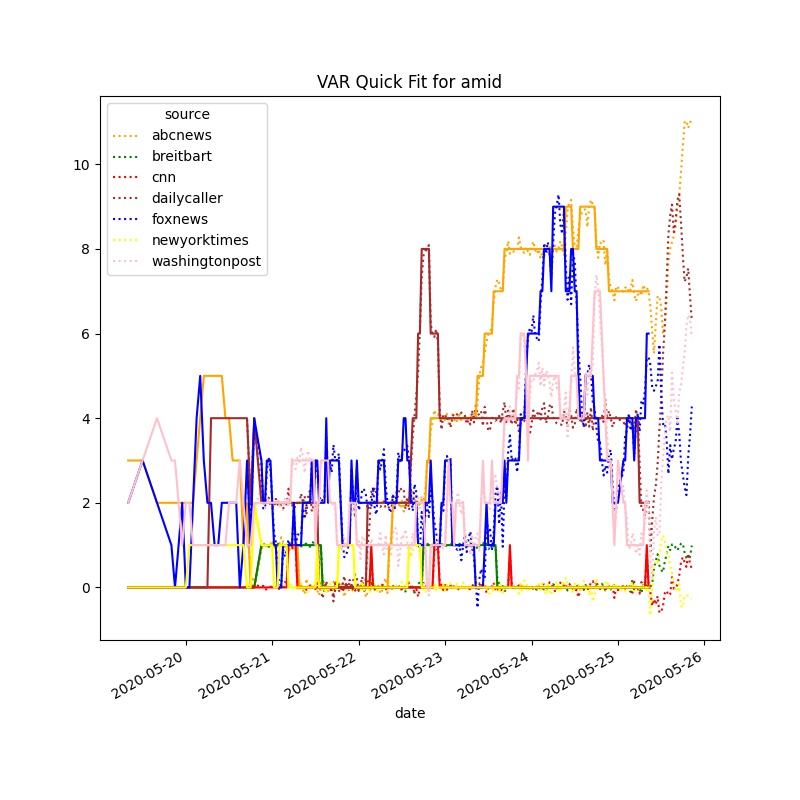 VAR Quick Fit for amid
source
abcnews
breitbart
cnn
dailycaller
foxnews
newyorktimes
washingtonpost
10
8
6
4
2
0
2020-05-20
2020-05-21
2020-05-22
2020-05-23
2020-05-24
2020-05-25
2020-05-26
date